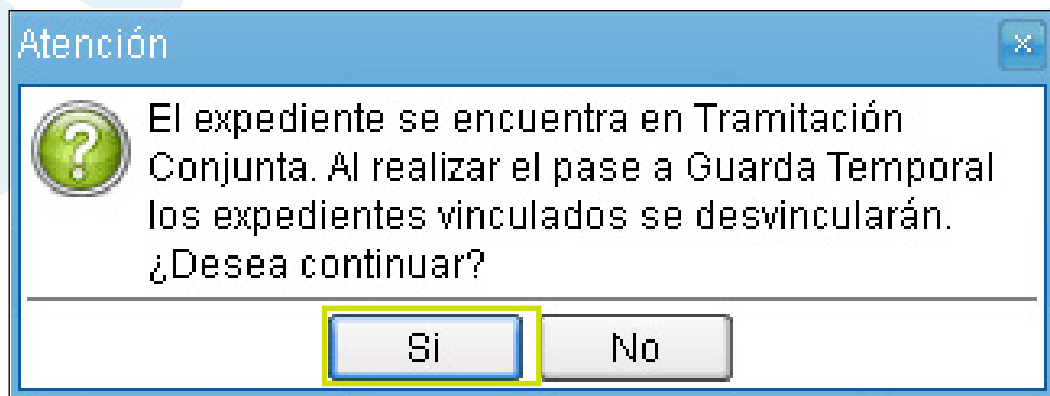 Atención
El expediente se encuentra en Tramitación
Conjunta. Al realizar el pase a Guarda Temporal
los expedientes vinculados se desvincularán.
¿Desea continuar?
Si No